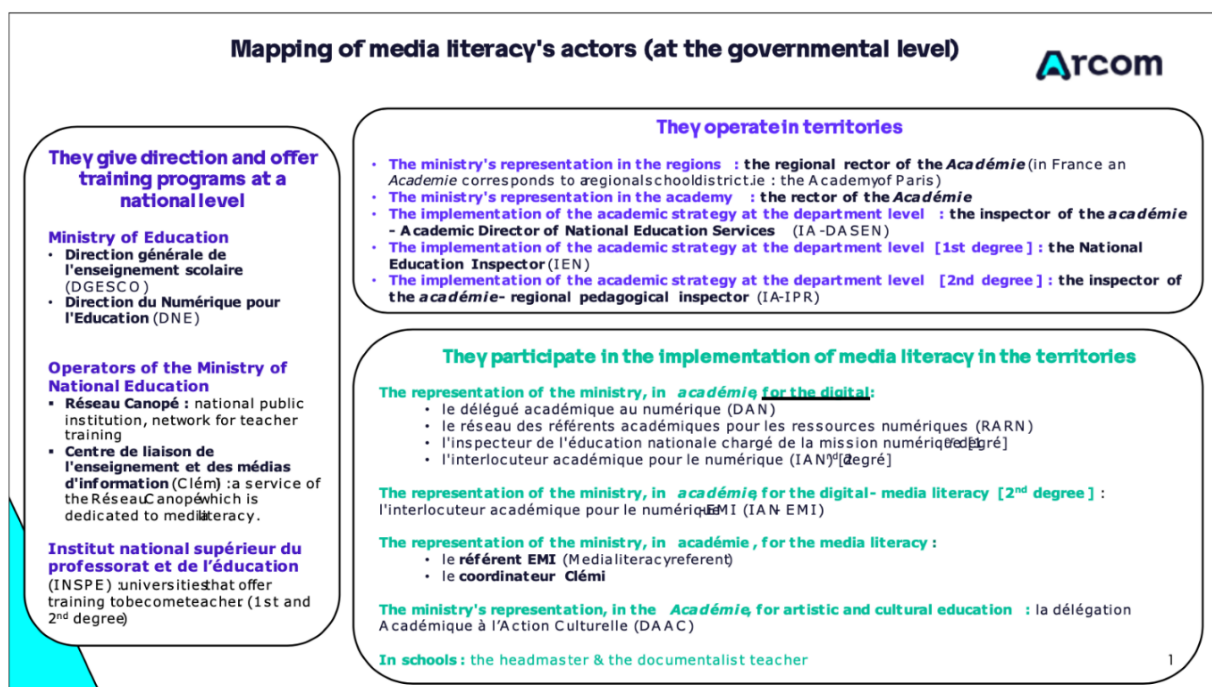 Mapping of media literacy's actors (at the governmental level)
Arcom
They give direction and offer
training programs at a
national level
Ministry of Education
• Direction générale de
l'enseignement scolaire
(DGESCO)
• Direction du Numérique pour
l'Education (DNE)
Operators of the Ministry of
National Education
▪ Réseau Canopé : national public
institution, network for teacher
training
• Centre de liaison de
l'enseignement et des médias
d'information (Clém) : a service of
the Réseau Canopé which is
dedicated to media literacy.
Institut national supérieur du
professorat et de l'éducation
(INSPE) : universities that offer
training to become teacher. (1st and
2nd degree)
They operate in territories
• The ministry's representation in the regions : the regional rector of the Académie (in France an
Academie corresponds to a regional school district. ie : the Academy of Paris)
• The ministry's representation in the academy : the rector of the Académie
• The implementation of the academic strategy at the department level : the inspector of the académie
- Academic Director of National Education Services (IA-DASEN)
• The implementation of the academic strategy at the department level [1st degree] : the National
Education Inspector (IEN)
• The implementation of the academic strategy at the department level [2nd degree] : the inspector of
the académie - regional pedagogical inspector (IA-IPR)
They participate in the implementation of media literacy in the territories
The representation of the ministry, in académie, for the digital:
• le délégué académique au numérique (DAN)
• le réseau des référents académiques pour les ressources numériques (RARN)
• l'inspecteur de l'éducation nationale chargé de la mission numérique [1er degré]
• l'interlocuteur académique pour le numérique (IAN) [2nd degré]
The representation of the ministry, in académie, for the digital - media literacy [2nd degree] :
l'interlocuteur académique pour le numérique -EMI (IAN - EMI)
The representation of the ministry, in académie , for the media literacy :
• le référent EMI (Media literacy referent)
• le coordinateur Clémi
The ministry's representation, in the Académie, for artistic and cultural education : la délégation
Académique à l'Action Culturelle (DAAC)
In schools : the headmaster & the documentalist teacher
1